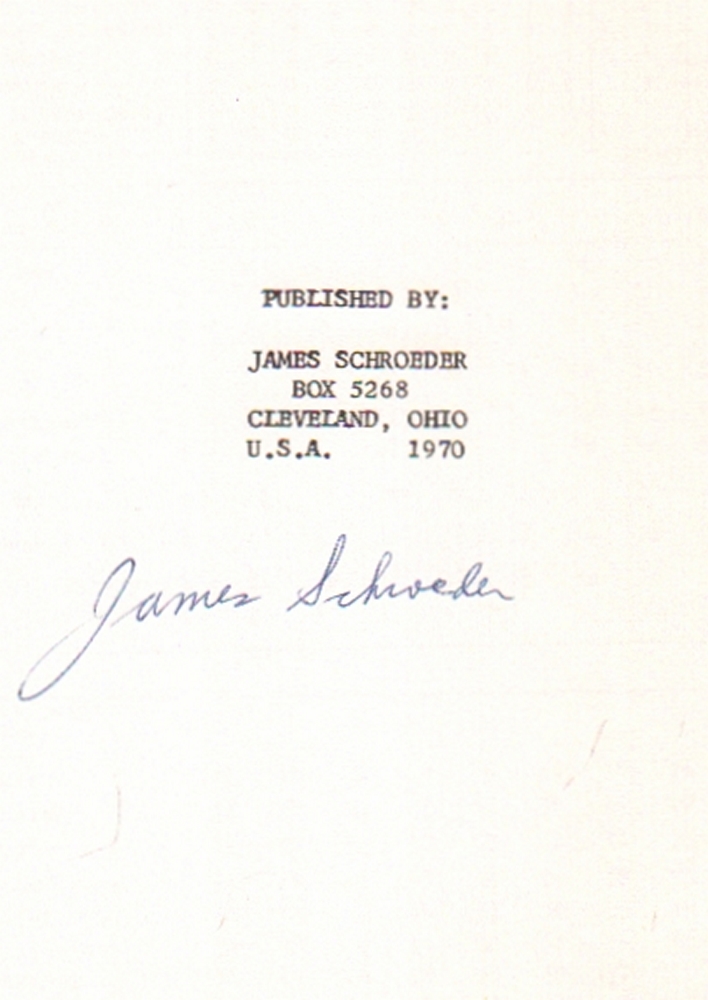 PUBLISHED BY:
JAMES SCHROEDER
BOX 5268
CLEVELAND, OHIO
U.S.A. 1970
James Schroeder